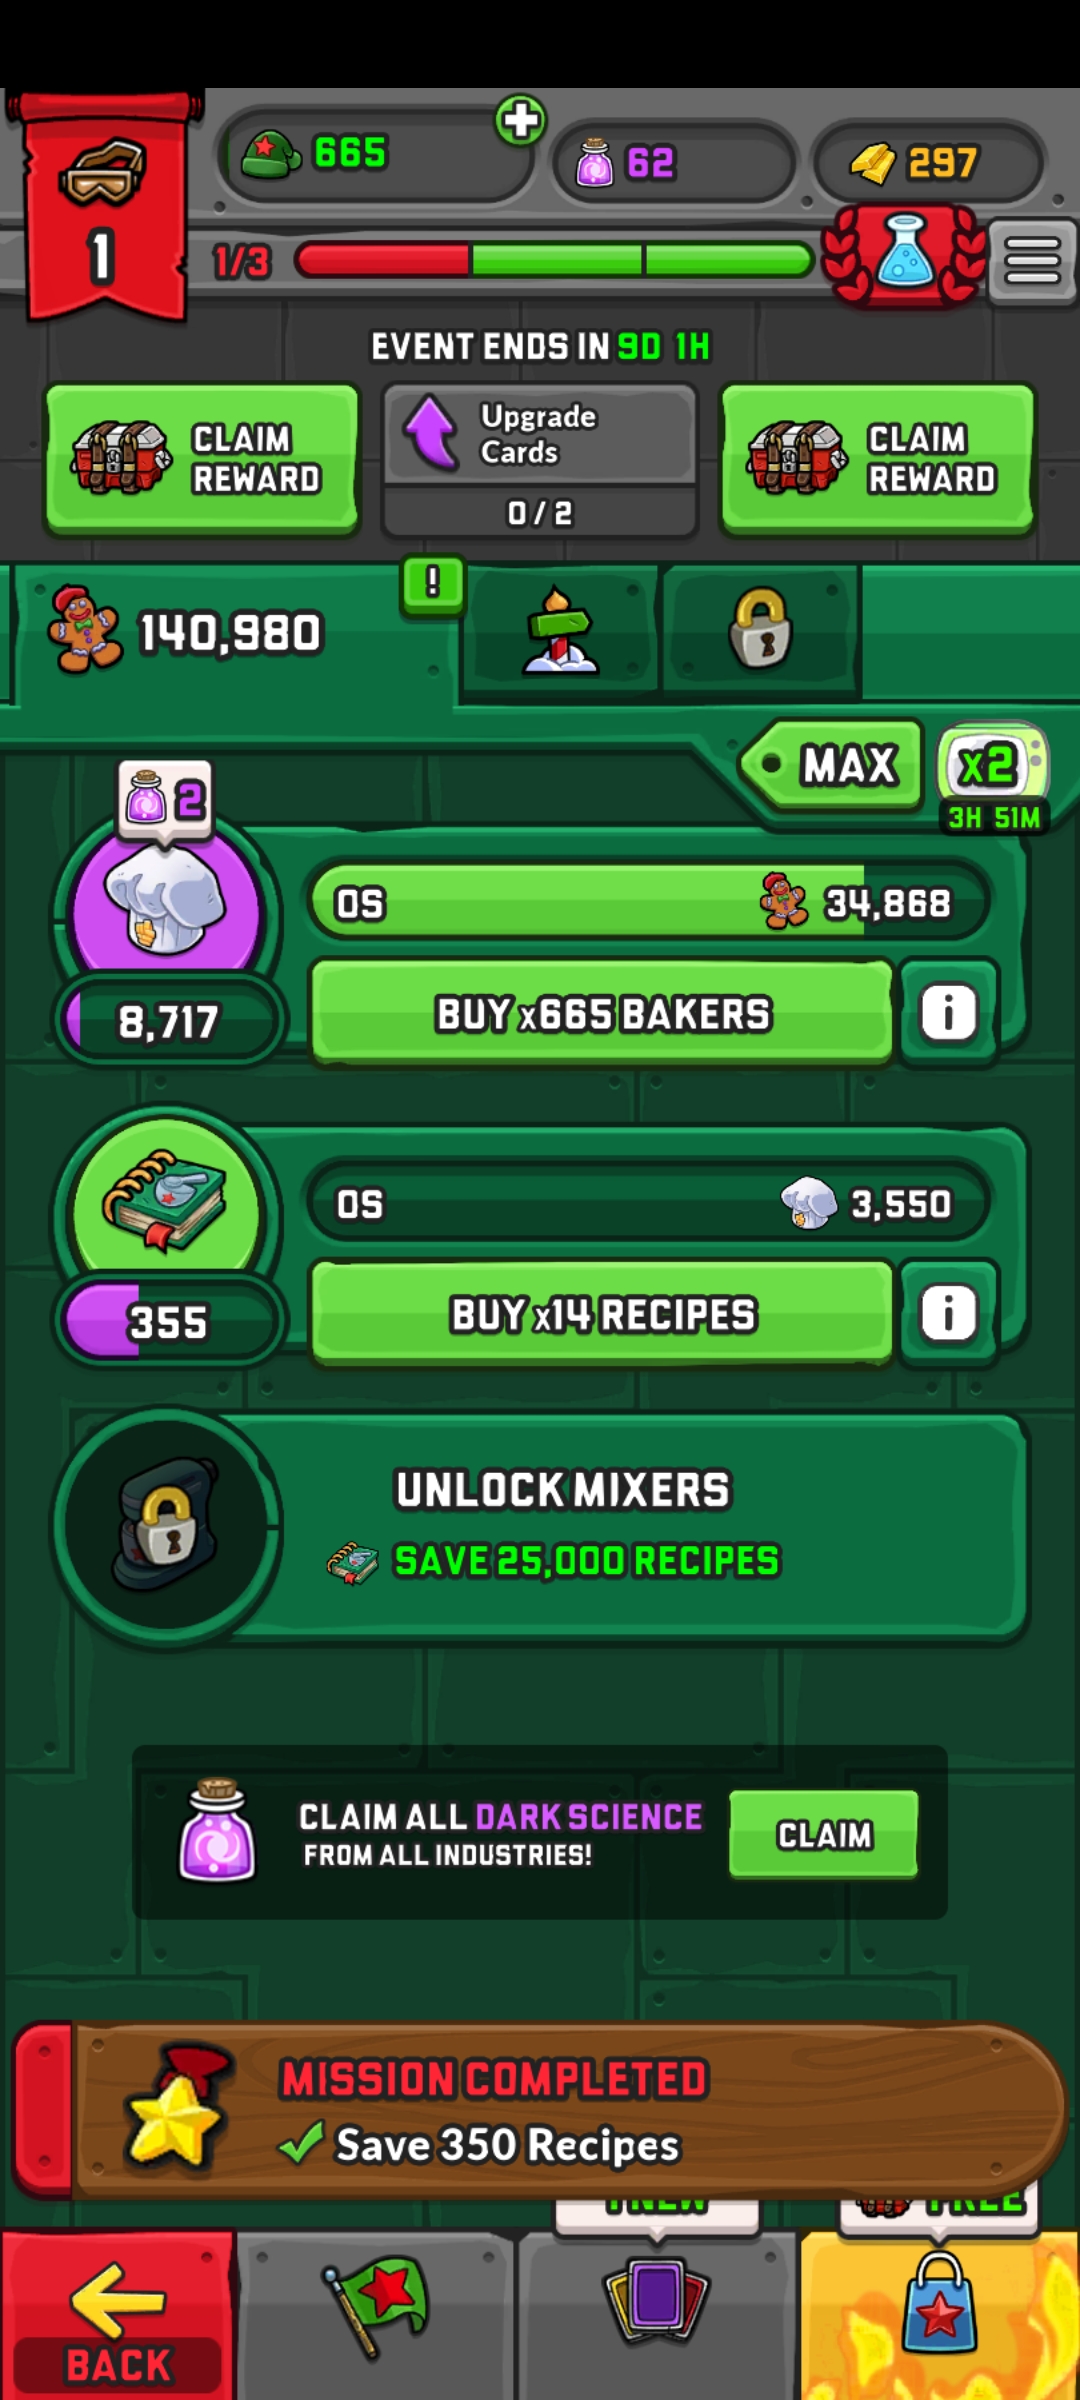 665
62
297
1
1/3
EVENT ENDS IN 9D 1H
CLAIM
REWARD
Upgrade
Cards
0 / 2
CLAIM
REWARD
140,980
!
MAX
x2
3H 51M
2
0S
34,868
8,717
BUY x665 BAKERS
i
0S
3,550
355
BUY x14 RECIPES
i
UNLOCK MIXERS
SAVE 25,000 RECIPES
CLAIM ALL DARK SCIENCE
FROM ALL INDUSTRIES!
CLAIM
MISSION COMPLETED
Save 350 Recipes
FREE
BACK